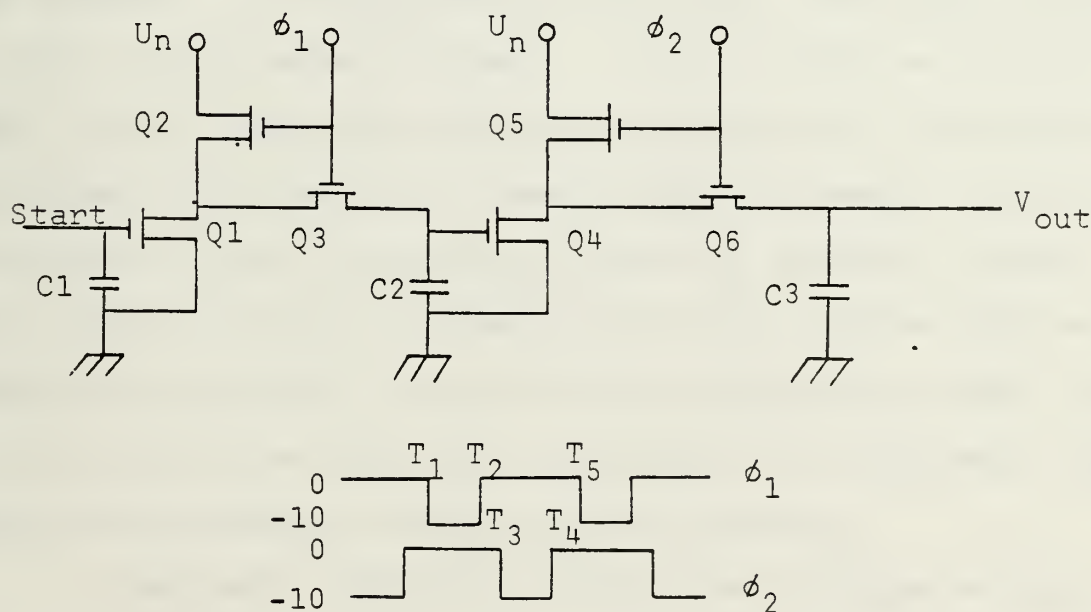 Un ϕ1 Un ϕ2
Q2 Q5
Start Q1 Q3 Q4 Q6 Vout
C1 C2 C3
T1 T2 T5
0 ϕ1
-10
T3 T4
0
-10 ϕ2